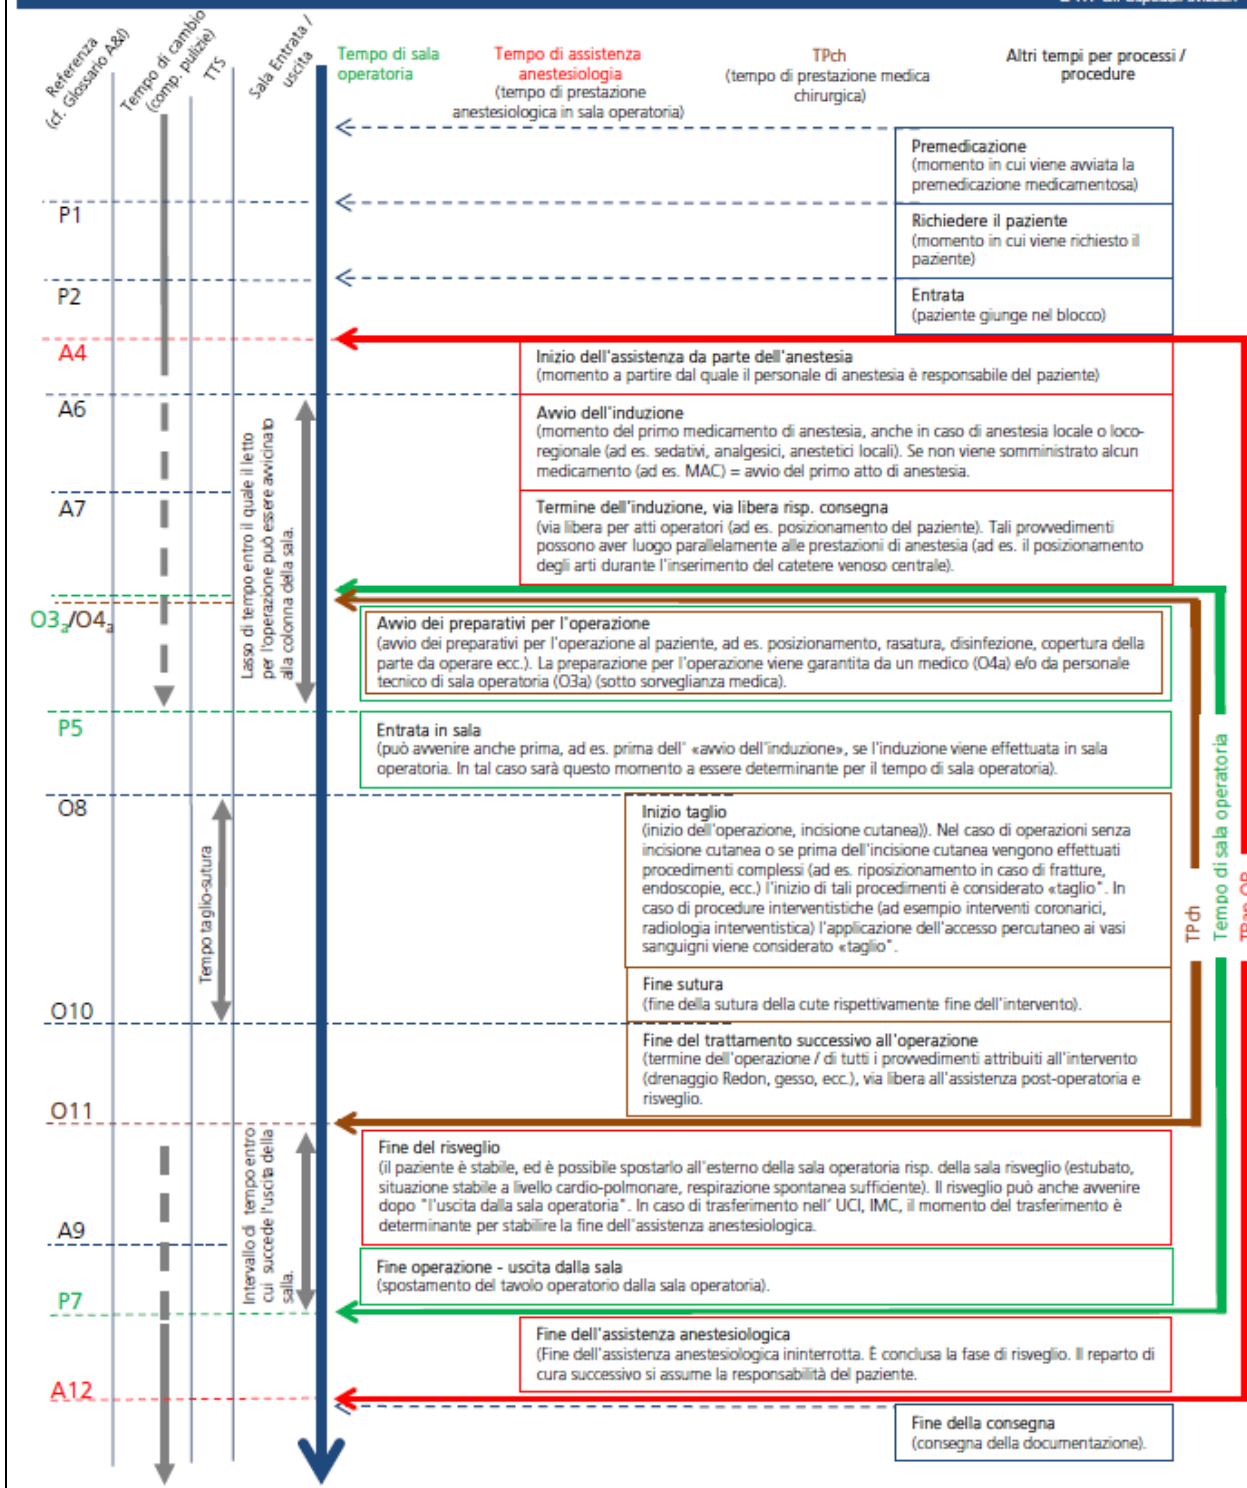 Referenza
(cf. Glossario A&I)
Tempo di cambio
(comp. pulizie)
TTS
Sala Entrata /
uscita
Tempo di sala
operatoria
Tempo di assistenza
anestesiologia
(tempo di prestazione
anestesiologica in sala operatoria)
TPch
(tempo di prestazione medica
chirurgica)
Altri tempi per processi /
procedure
Premedicazione
(momento in cui viene avviata la
premedicazione medicamentosa)
P1
Richiedere il paziente
(momento in cui viene richiesto il
paziente)
P2
Entrata
(paziente giunge nel blocco)
A4
Inizio dell'assistenza da parte dell'anestesia
(momento a partire dal quale il personale di anestesia è responsabile del paziente)
A6
Avvio dell'induzione
(momento del primo medicamento di anestesia, anche in caso di anestesia locale o loco-
regionale (ad es. sedativi, analgesici, anestetici locali). Se non viene somministrato alcun
medicamento (ad es. MAC) = avvio del primo atto di anestesia.
Lasso di tempo entro il quale il letto
per l'operazione può essere avvicinato
alla colonna della sala.
A7
Termine dell'induzione, via libera risp. consegna
(via libera per atti operatori (ad es. posizionamento del paziente). Tali provvedimenti
possono aver luogo parallelamente alle prestazioni di anestesia (ad es. il posizionamento
degli arti durante l'inserimento del catetere venoso centrale).
O3a/O4a
Avvio dei preparativi per l'operazione
(avvio dei preparativi per l'operazione al paziente, ad es. posizionamento, rasatura, disinfezione, copertura della
parte da operare ecc.). La preparazione per l'operazione viene garantita da un medico (O4a) e/o da personale
tecnico di sala operatoria (O3a) (sotto sorveglianza medica).
P5
Entrata in sala
(può avvenire anche prima, ad es. prima dell' «avvio dell'induzione», se l'induzione viene effettuata in sala
operatoria. In tal caso sarà questo momento a essere determinante per il tempo di sala operatoria).
O8
Tempo taglio-sutura
Inizio taglio
(inizio dell'operazione, incisione cutanea)). Nel caso di operazioni senza
incisione cutanea o se prima dell'incisione cutanea vengono effettuati
procedimenti complessi (ad es. riposizionamento in caso di fratture,
endoscopie, ecc.) l'inizio di tali procedimenti è considerato «taglio". In
caso di procedure interventistiche (ad esempio interventi coronarici,
radiologia interventistica) l'applicazione dell'accesso percutaneo ai vasi
sanguigni viene considerato «taglio".
TPch
Tempo di sala operatoria
O10
Fine sutura
(fine della sutura della cute rispettivamente fine dell'intervento).
Fine del trattamento successivo all'operazione
(termine dell'operazione / di tutti i provvedimenti attribuiti all'intervento
(drenaggio Redon, gesso, ecc.), via libera all'assistenza post-operatoria e
risveglio.
O11
Intervallo di tempo entro
cui succede l'uscita della
salla.
Fine del risveglio
(il paziente è stabile, ed è possibile spostarlo all'esterno della sala operatoria risp. della sala risveglio (estubato,
situazione stabile a livello cardio-polmonare, respirazione spontanea sufficiente). Il risveglio può anche avvenire
dopo "l'uscita dalla sala operatoria". In caso di trasferimento nell' UCI, IMC, il momento del trasferimento è
determinante per stabilire la fine dell'assistenza anestesiologica.
A9
Fine operazione - uscita dalla sala
(spostamento del tavolo operatorio dalla sala operatoria).
P7
Fine dell'assistenza anestesiologica
(Fine dell'assistenza anestesiologica ininterrotta. È conclusa la fase di risveglio. Il reparto di
cura successivo si assume la responsabilità del paziente.
A12
Fine della consegna
(consegna della documentazione).